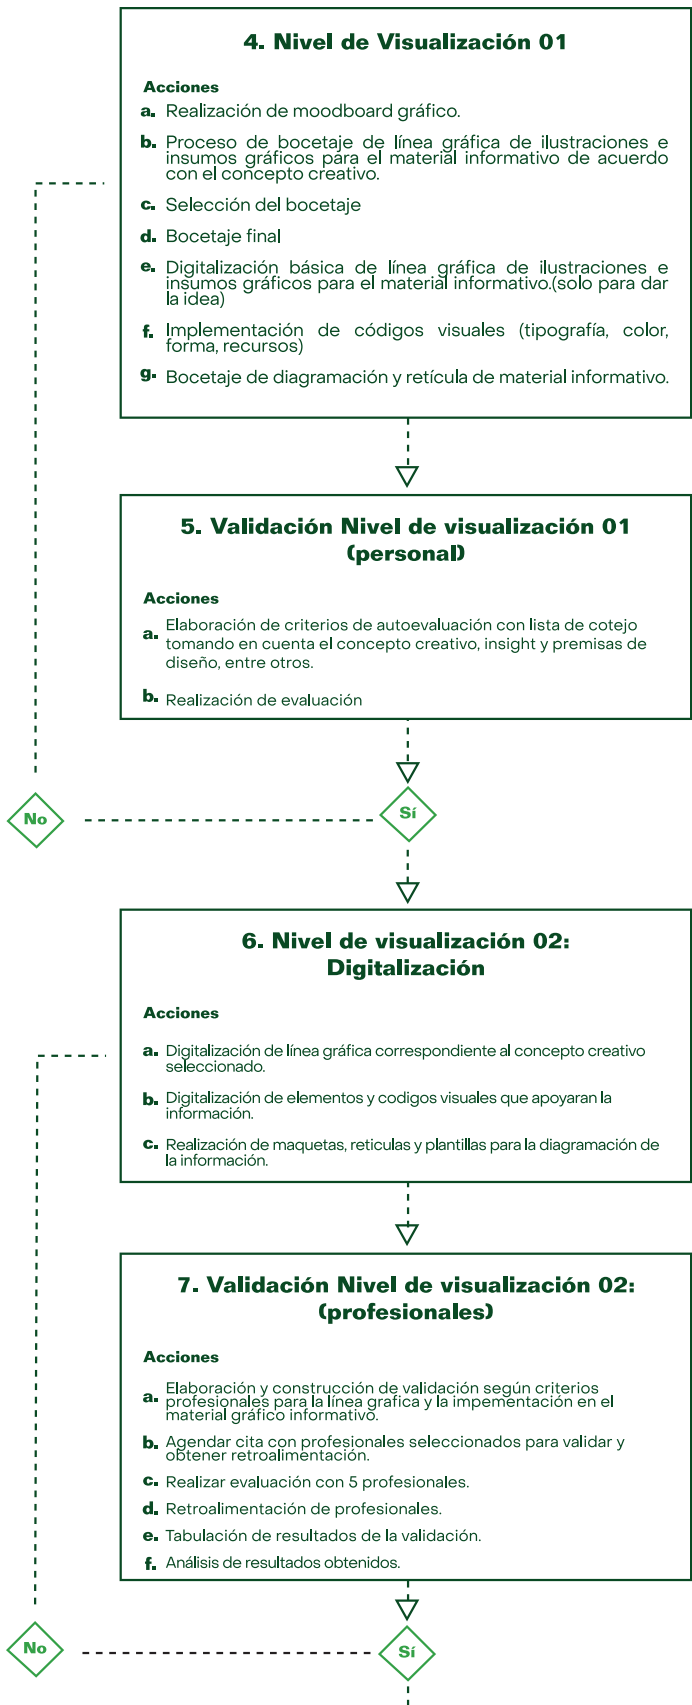 4. Nivel de Visualización 01
Acciones
a. Realización de moodboard gráfico.
b. Proceso de bocetaje de línea gráfica de ilustraciones e
insumos gráficos para el material informativo de acuerdo
con el concepto creativo.
c. Selección del bocetaje
d. Bocetaje final
e. Digitalización básica de línea gráfica de ilustraciones e
insumos gráficos para el material informativo.(solo para dar
la idea)
f. Implementación de códigos visuales (tipografía, color,
forma, recursos)
g. Bocetaje de diagramación y retícula de material informativo.
5. Validación Nivel de visualización 01
(personal)
Acciones
a. Elaboración de criterios de autoevaluación con lista de cotejo
tomando en cuenta el concepto creativo, insight y premisas de
diseño, entre otros.
b. Realización de evaluación
No
Sí
6. Nivel de visualización 02:
Digitalización
Acciones
a. Digitalización de línea gráfica correspondiente al concepto creativo
seleccionado.
b. Digitalización de elementos y codigos visuales que apoyaran la
información.
c. Realización de maquetas, reticulas y plantillas para la diagramación de
la información.
7. Validación Nivel de visualización 02:
(profesionales)
Acciones
a. Elaboración y construcción de validación según criterios
profesionales para la línea grafica y la impementación en el
material gráfico informativo.
b. Agendar cita con profesionales seleccionados para validar y
obtener retroalimentación.
c. Realizar evaluación con 5 profesionales.
d. Retroalimentación de profesionales.
e. Tabulación de resultados de la validación.
f. Análisis de resultados obtenidos.
No
Sí